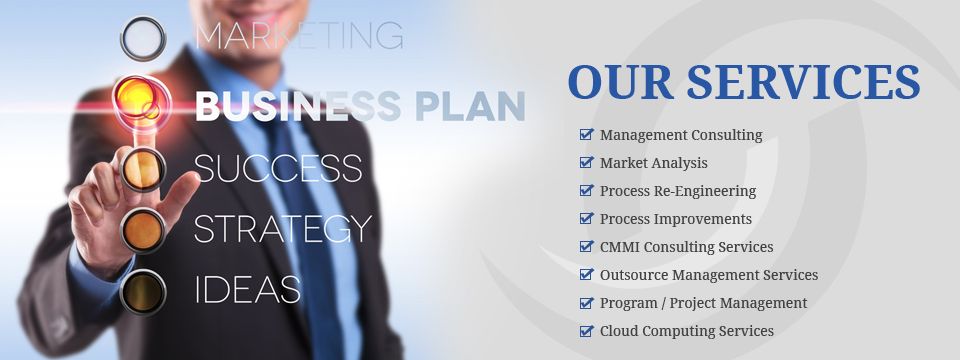 MARKETING
BUSINESS PLAN
SUCCESS
STRATEGY
IDEAS
OUR SERVICES
Management Consulting
Market Analysis
Process Re-Engineering
Process Improvements
CMMI Consulting Services
Outsource Management Services
Program / Project Management
Cloud Computing Services